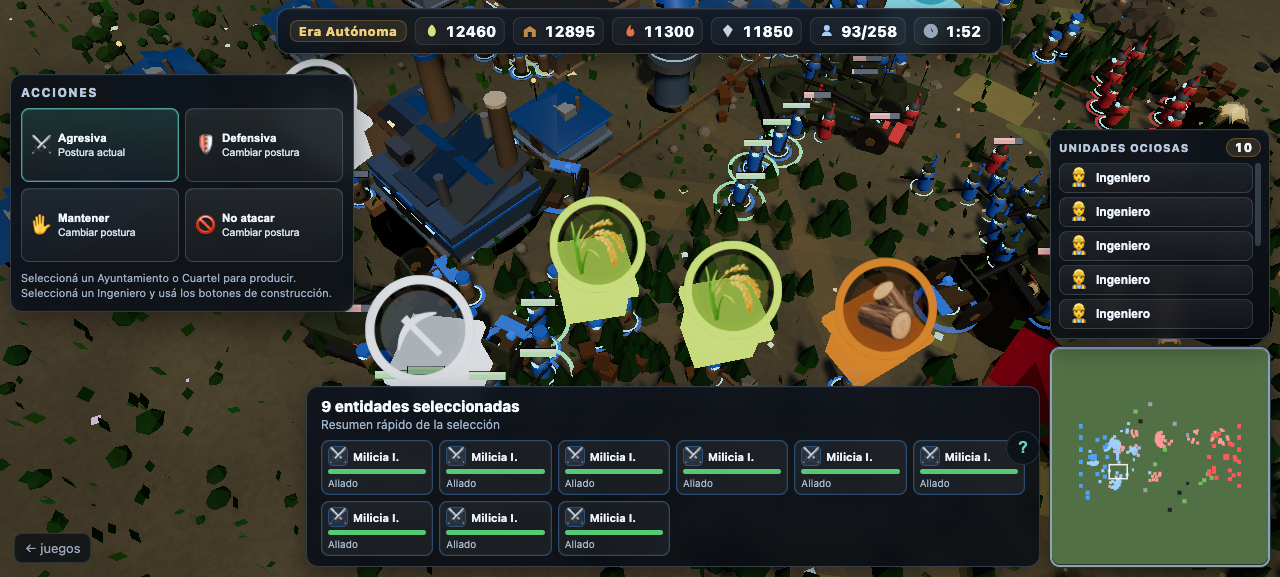 Era Autónoma
12460
12895
11300
11850
93/258
1:52
ACCIONES
Agresiva
Postura actual
Defensiva
Cambiar postura
Mantener
Cambiar postura
No atacar
Cambiar postura
Seleccioná un Ayuntamiento o Cuartel para producir.
Seleccioná un Ingeniero y usá los botones de construcción.
UNIDADES OCIOSAS
10
Ingeniero
Ingeniero
Ingeniero
Ingeniero
Ingeniero
9 entidades seleccionadas
Resumen rápido de la selección
?
Milicia I.
Aliado
Milicia I.
Aliado
Milicia I.
Aliado
Milicia I.
Aliado
Milicia I.
Aliado
Milicia I.
Aliado
Milicia I.
Aliado
Milicia I.
Aliado
Milicia I.
Aliado
← juegos